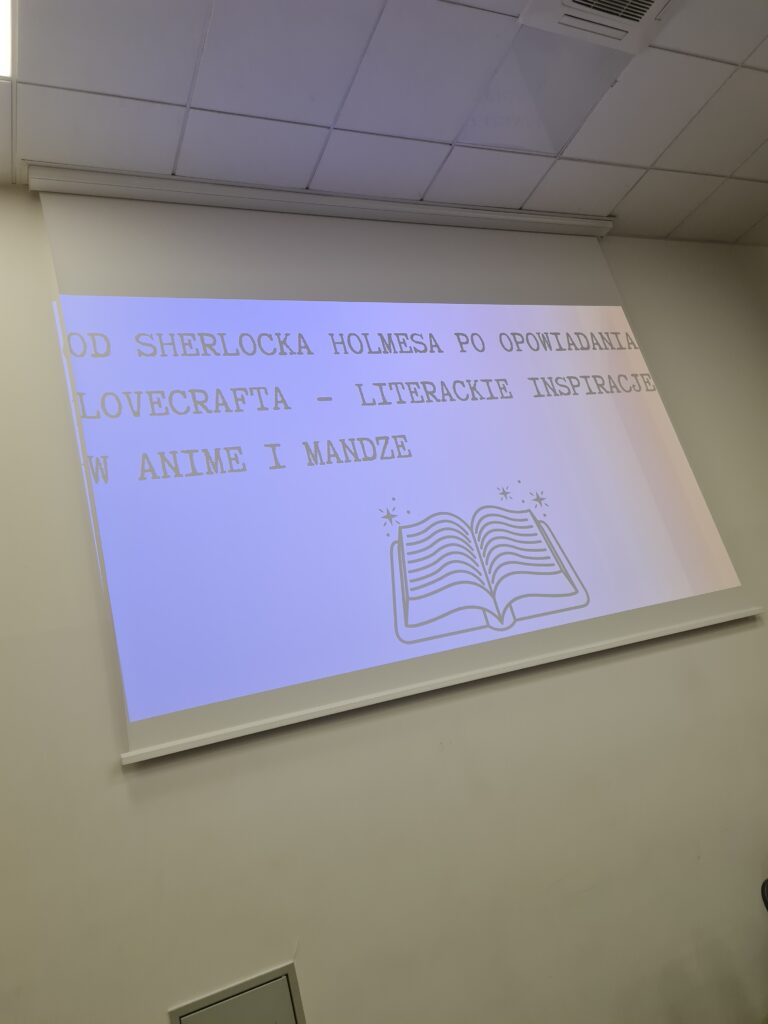 OD SHERLOCKA HOLMESA PO OPOWIADANIA
LOVECRAFTA - LITERACKIE INSPIRACJE
W ANIME I MANDZE